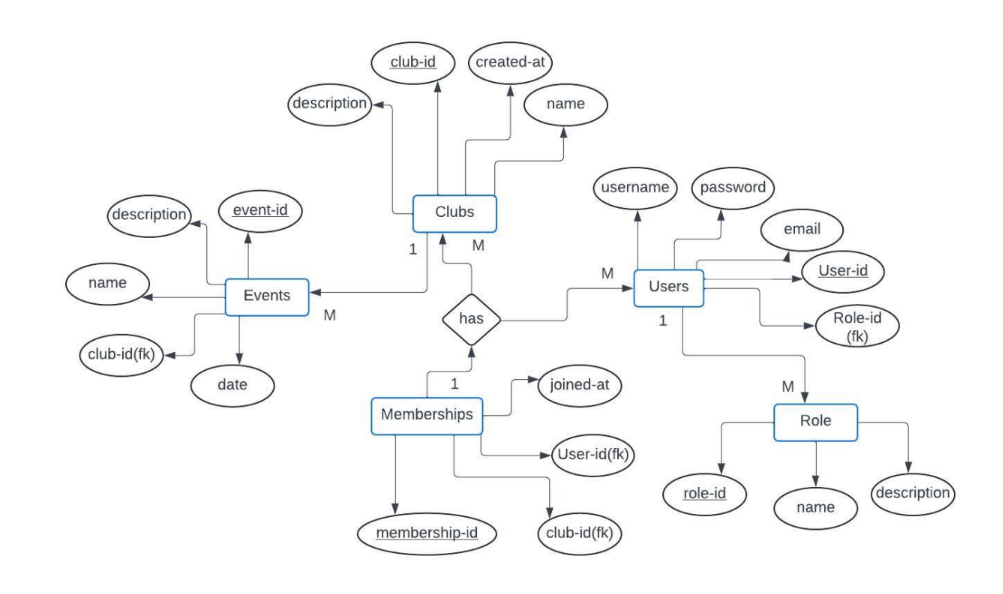 club-id
created-at
description
name
username
password
Clubs
description
event-id
email
1
M
User-id
M
Users
name
Events
M
has
1
Role-id
(fk)
club-id(fk)
date
1
joined-at
M
Memberships
Role
User-id(fk)
role-id
name
description
membership-id
club-id(fk)